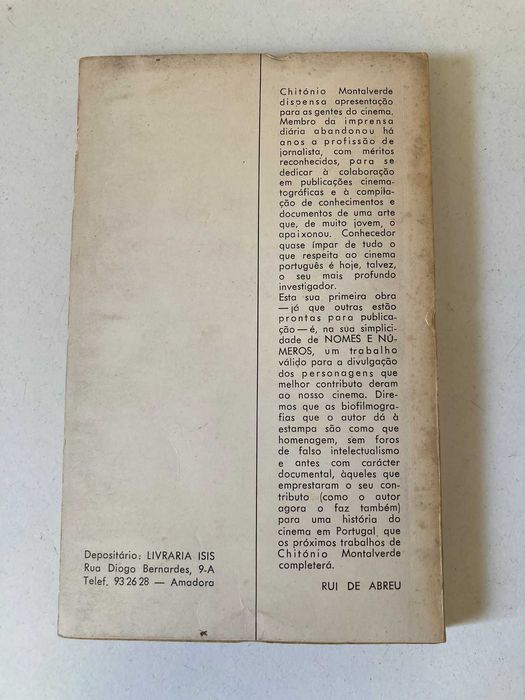 Chitónio Montalverde
dispensa apresentação
para as gentes do cinema.
Membro da imprensa
diária abandonou há
anos a profissão de
jornalista, com méritos
reconhecidos, para se
dedicar à colaboração
em publicações cinema-
tográficas e à compila-
ção de conhecimentos e
documentos de uma arte
que, de muito jovem, o
apaixonou. Conhecedor
quase ímpar de tudo o
que respeita ao cinema
português é hoje, talvez,
o seu mais profundo
investigador.
Esta sua primeira obra
—já que outras estão
prontas para publica-
ção—é, na sua simplici-
dade de NOMES E NÚ-
MEROS, um trabalho
válido para a divulgação
dos personagens que
melhor contributo deram
ao nosso cinema. Dire-
mos que as biofilmogra-
fias que o autor dá à
estampa são como que
homenagem, sem foros
de falso intelectualismo
e antes com carácter
documental, àqueles que
emprestaram o seu con-
tributo (como o autor
agora o faz também)
para uma história do
cinema em Portugal que
os próximos trabalhos de
Chitónio Montalverde
completerá.
RUI DE ABREU
Depositário: LIVRARIA ISIS
Rua Diogo Bernardes, 9-A
Telef. 93 26 28 — Amadora